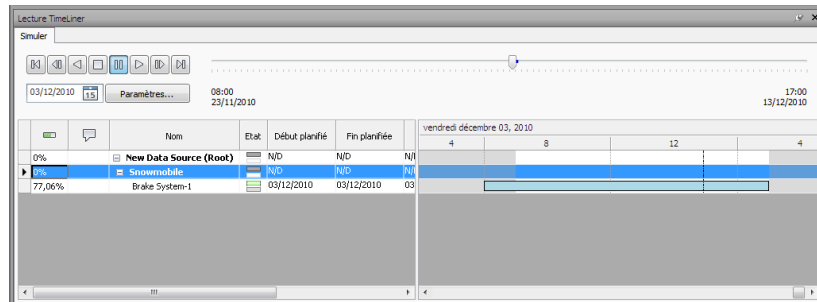 Lecture TimeLiner
Simuler
03/12/2010 15 Paramètres... 08:00 17:00
23/11/2010 13/12/2010
Nom Etat Début planifié Fin planifiée vendredi décembre 03, 2010
4 8 12 4
0% New Data Source (Root) N/D N/D
0% Snowmobile N/D N/D
77,06% Brake System-1 03/12/2010 03/12/2010 03